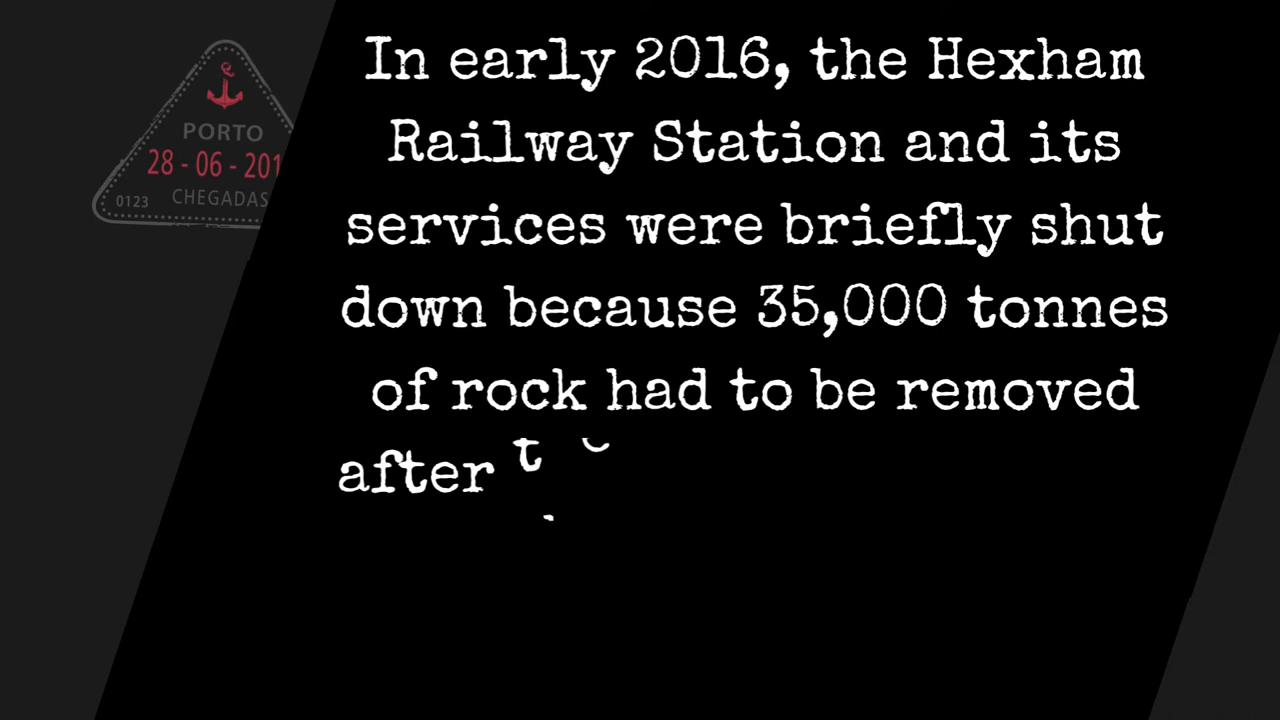 PORTO
28 - 06 - 201
0123 CHEGADAS
In early 2016, the Hexham
Railway Station and its
services were briefly shut
down because 35,000 tonnes
of rock had to be removed
after